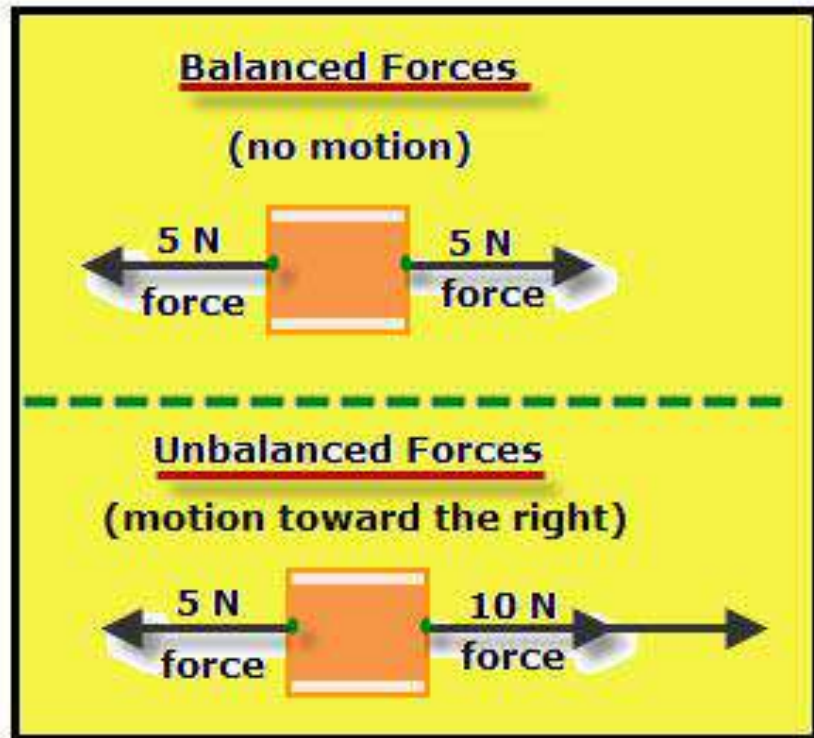 Balanced Forces
(no motion)
5 N
force
5 N
force
Unbalanced Forces
(motion toward the right)
5 N
force
10 N
force